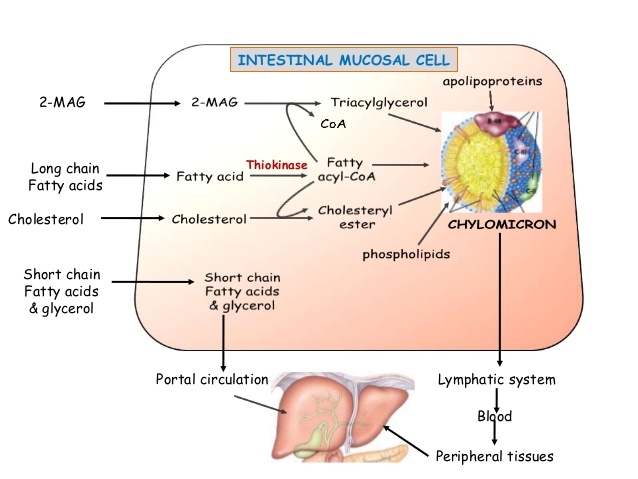 INTESTINAL MUCOSAL CELL
apolipoproteins
2-MAG
2-MAG
Triacylglycerol
CoA
Long chain
Fatty acids
Fatty acid
Thiokinase
Fatty
acyl-CoA
Cholesterol
Cholesterol
Cholesteryl
ester
CHYLOMICRON
phospholipids
Short chain
Fatty acids
& glycerol
Short chain
Fatty acids
& glycerol
Portal circulation
Lymphatic system
Blood
Peripheral tissues